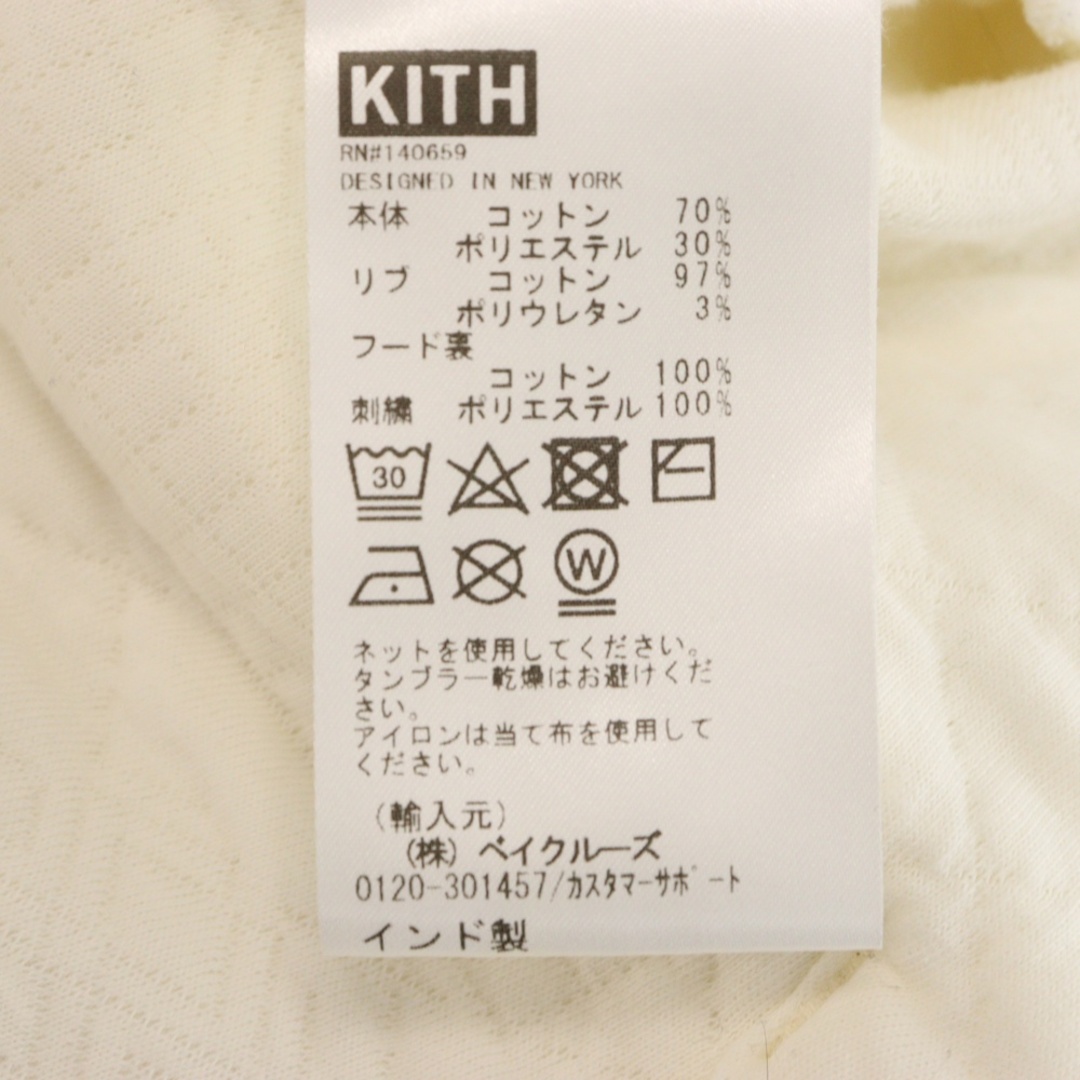 KITH
RN#140659
DESIGNED IN NEW YORK
本体 コットン 70%
ポリエステル 30%
リブ コットン 97%
ポリウレタン 3%
フード裏
コットン 100%
刺繍 ポリエステル 100%
30
W
ネットを使用してください。
タンブラー乾燥はお避けくだ
さい。
アイロンは当て布を使用して
ください。
(輸入元)
(株) ベイクルーズ
0120-301457/カスタマーサポート
インド製